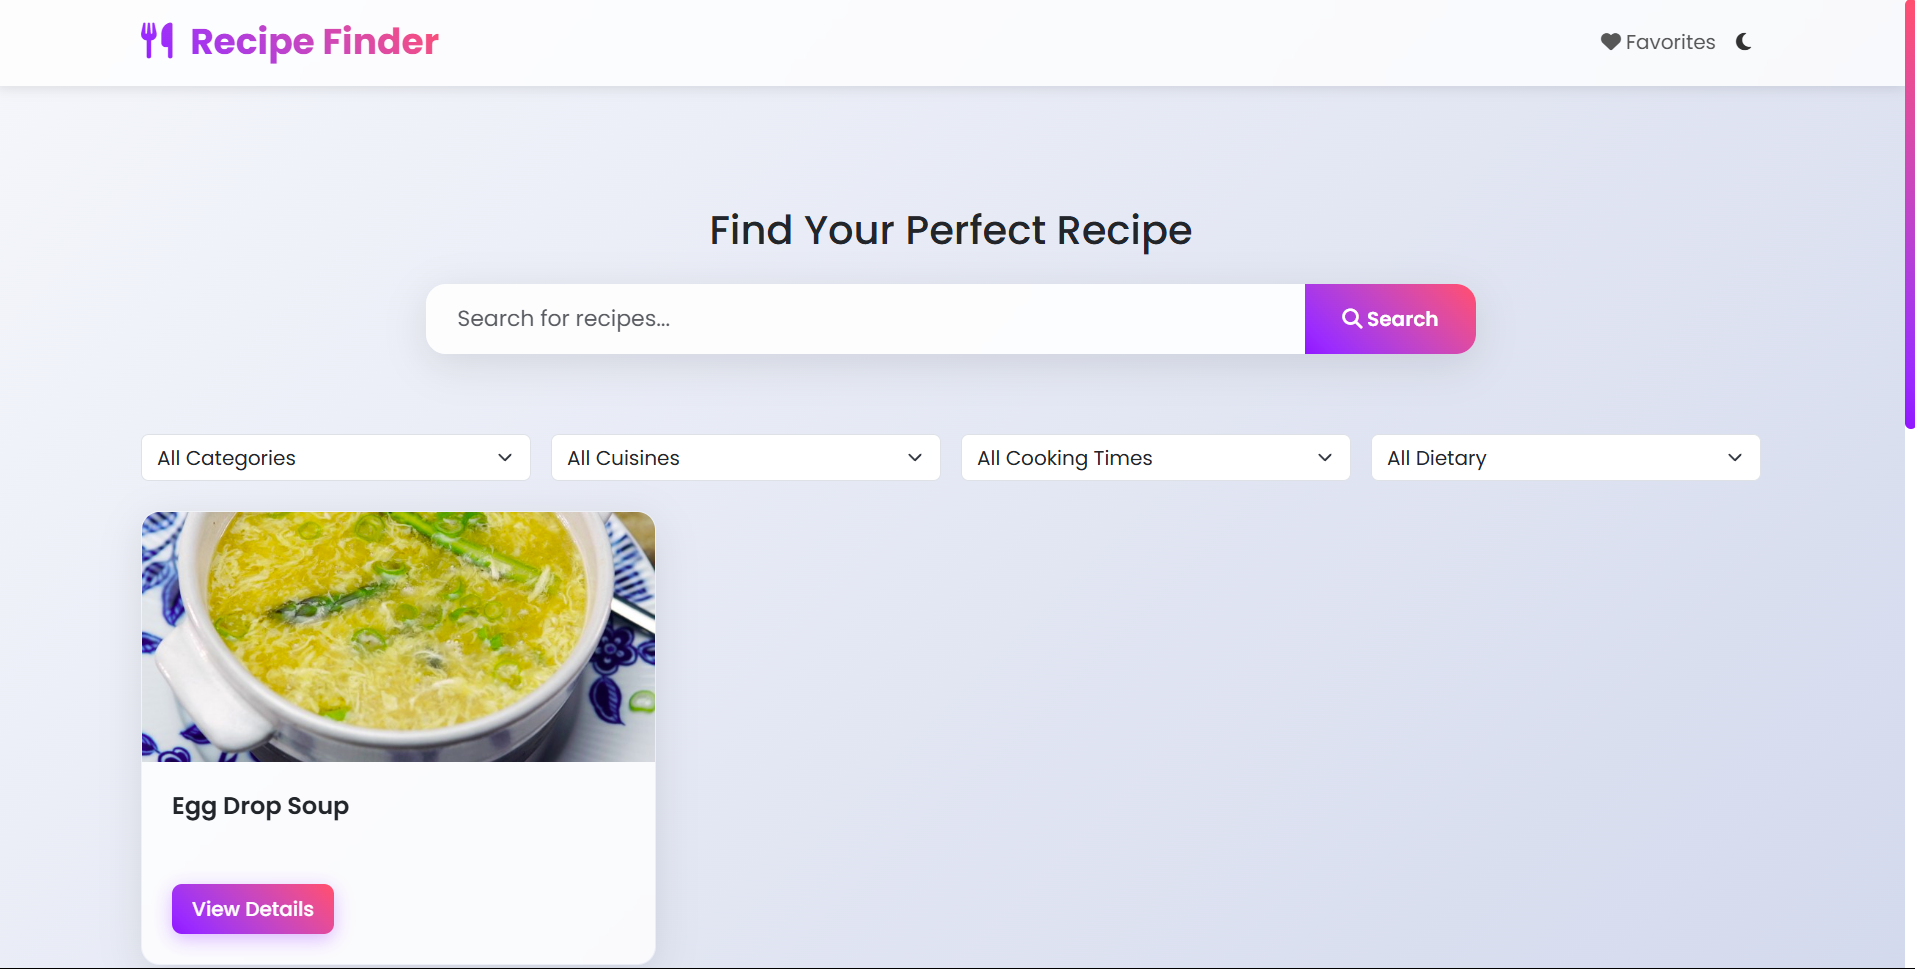 Recipe Finder
Favorites
Find Your Perfect Recipe
Search for recipes...
Search
All Categories
All Cuisines
All Cooking Times
All Dietary
Egg Drop Soup
View Details